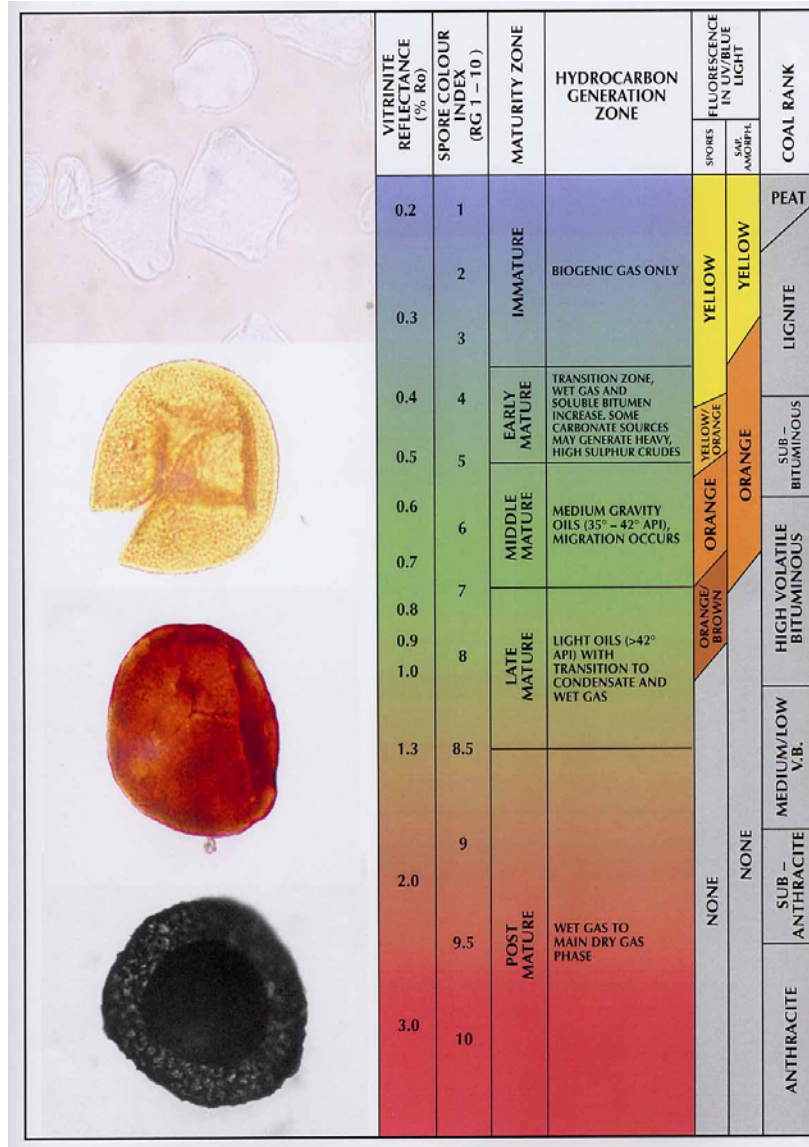 VITRINITE
REFLECTANCE
(% Ro)
SPORE COLOUR
INDEX
(RG 1 – 10)
MATURITY ZONE
HYDROCARBON
GENERATION
ZONE
FLUORESCENCE
IN UV/BLUE
LIGHT
SPORES
SAP.
AMORPH.
COAL RANK
0.2
0.3
0.4
0.5
0.6
0.7
0.8
0.9
1.0
1.3
2.0
3.0
1
2
3
4
5
6
7
8
8.5
9
9.5
10
IMMATURE
EARLY
MATURE
MIDDLE
MATURE
LATE
MATURE
POST
MATURE
BIOGENIC GAS ONLY
TRANSITION ZONE,
WET GAS AND
SOLUBLE BITUMEN
INCREASE. SOME
CARBONATE SOURCES
MAY GENERATE HEAVY,
HIGH SULPHUR CRUDES
MEDIUM GRAVITY
OILS (35° – 42° API),
MIGRATION OCCURS
LIGHT OILS (>42°
API) WITH
TRANSITION TO
CONDENSATE AND
WET GAS
WET GAS TO
MAIN DRY GAS
PHASE
YELLOW
YELLOW/
ORANGE
ORANGE
ORANGE/
BROWN
NONE
YELLOW
ORANGE
NONE
PEAT
LIGNITE
SUB –
BITUMINOUS
HIGH VOLATILE
BITUMINOUS
MEDIUM/LOW
V.B.
SUB –
ANTHRACITE
ANTHRACITE